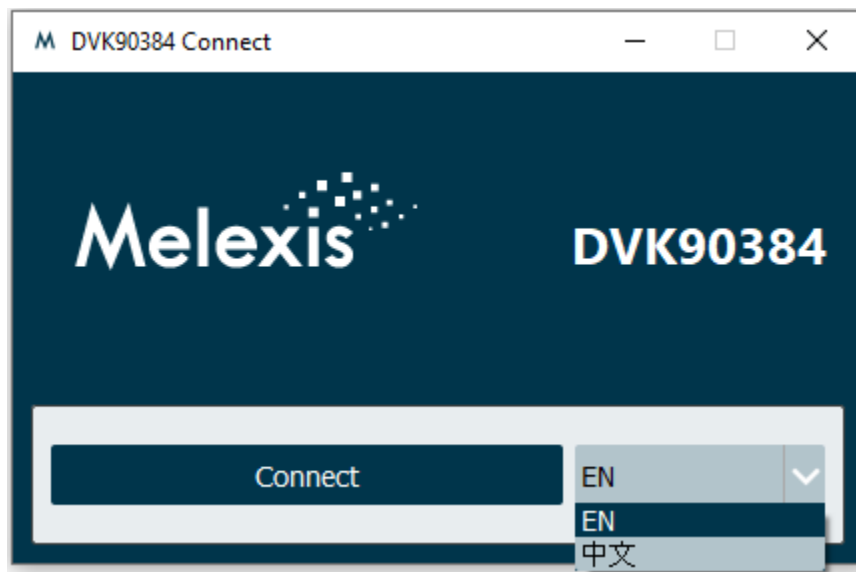 DVK90384 Connect
Melexis
DVK90384
Connect
EN
EN
中文